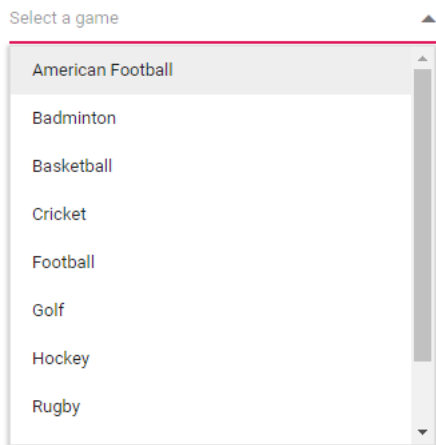 Select a game
American Football
Badminton
Basketball
Cricket
Football
Golf
Hockey
Rugby